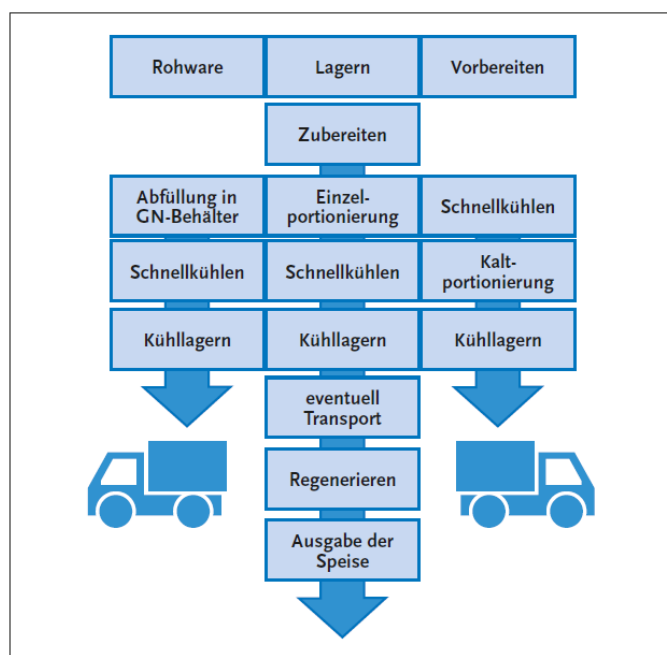 Rohware
Lagern
Vorbereiten
Zubereiten
Abfüllung in
GN-Behälter
Einzel-
portionierung
Schnellkühlen
Schnellkühlen
Schnellkühlen
Kalt-
portionierung
Kühllagern
Kühllagern
Kühllagern
eventuell
Transport
Regenerieren
Ausgabe der
Speise